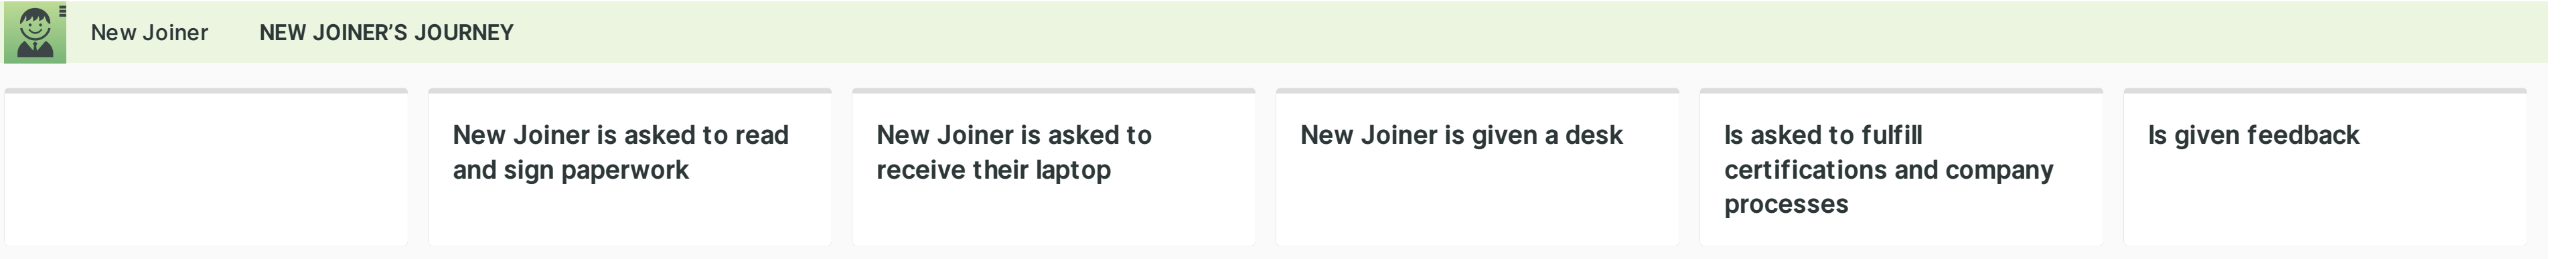 New Joiner
NEW JOINER’S JOURNEY
New Joiner is asked to read
and sign paperwork
New Joiner is asked to
receive their laptop
New Joiner is given a desk
Is asked to fulfill
certifications and company
processes
Is given feedback